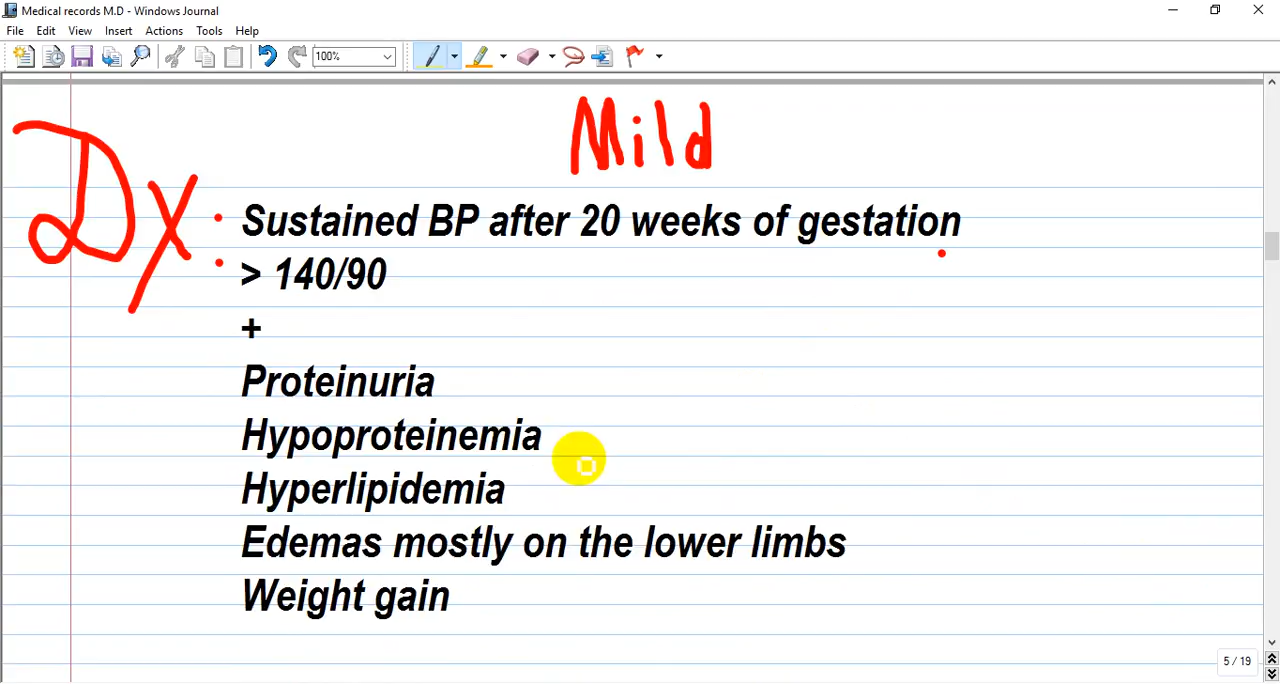 Medical records M.D - Windows Journal
File Edit View Insert Actions Tools Help
100%
Mild
Dx:
Sustained BP after 20 weeks of gestation
> 140/90
+
Proteinuria
Hypoproteinemia
Hyperlipidemia
Edemas mostly on the lower limbs
Weight gain
5 / 19